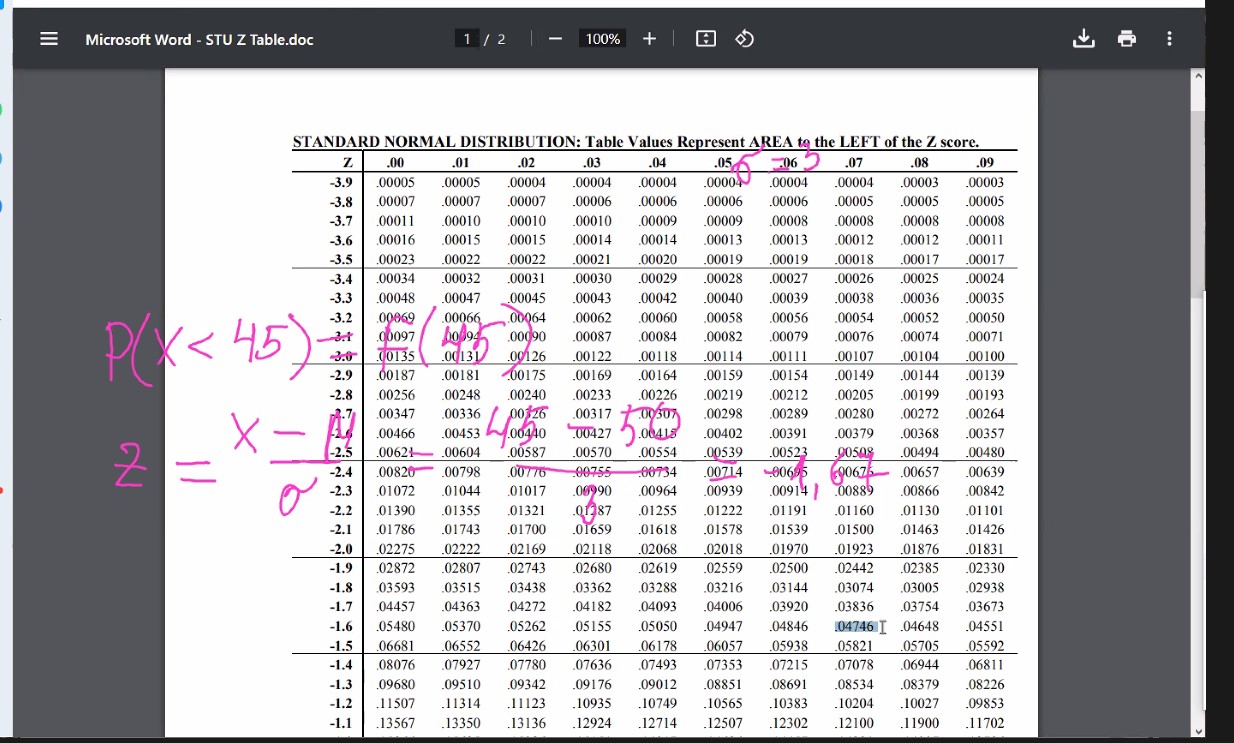 Microsoft Word - STU Z Table.doc 1 / 2 100%
STANDARD NORMAL DISTRIBUTION: Table Values Represent AREA to the LEFT of the Z score.
Z .00 .01 .02 .03 .04 .05 .06 .07 .08 .09
σ = 3
-3.9 .00005 .00005 .00004 .00004 .00004 .00004 .00004 .00004 .00003 .00003
-3.8 .00007 .00007 .00007 .00006 .00006 .00006 .00006 .00005 .00005 .00005
-3.7 .00011 .00010 .00010 .00010 .00009 .00009 .00008 .00008 .00008 .00008
-3.6 .00016 .00015 .00015 .00014 .00014 .00013 .00013 .00012 .00012 .00011
-3.5 .00023 .00022 .00022 .00021 .00020 .00019 .00019 .00018 .00017 .00017
-3.4 .00034 .00032 .00031 .00030 .00029 .00028 .00027 .00026 .00025 .00024
-3.3 .00048 .00047 .00045 .00043 .00042 .00040 .00039 .00038 .00036 .00035
-3.2 .00069 .00066 .00064 .00062 .00060 .00058 .00056 .00054 .00052 .00050
-3.1 .00097 .00094 .00090 .00087 .00084 .00082 .00079 .00076 .00074 .00071
P(X < 45) = F(45)
-3.0 .00135 .00131 .00126 .00122 .00118 .00114 .00111 .00107 .00104 .00100
-2.9 .00187 .00181 .00175 .00169 .00164 .00159 .00154 .00149 .00144 .00139
-2.8 .00256 .00248 .00240 .00233 .00226 .00219 .00212 .00205 .00199 .00193
-2.7 .00347 .00336 .00326 .00317 .00307 .00298 .00289 .00280 .00272 .00264
-2.6 .00466 .00453 .00440 .00427 .00415 .00402 .00391 .00379 .00368 .00357
-2.5 .00621 .00604 .00587 .00570 .00554 .00539 .00523 .00508 .00494 .00480
z = x - μ / σ = 45 - 50 / 3 = -1,67
-2.4 .00820 .00798 .00776 .00755 .00734 .00714 .00695 .00676 .00657 .00639
-2.3 .01072 .01044 .01017 .00990 .00964 .00939 .00914 .00889 .00866 .00842
-2.2 .01390 .01355 .01321 .01287 .01255 .01222 .01191 .01160 .01130 .01101
-2.1 .01786 .01743 .01700 .01659 .01618 .01578 .01539 .01500 .01463 .01426
-2.0 .02275 .02222 .02169 .02118 .02068 .02018 .01970 .01923 .01876 .01831
-1.9 .02872 .02807 .02743 .02680 .02619 .02559 .02500 .02442 .02385 .02330
-1.8 .03593 .03515 .03438 .03362 .03288 .03216 .03144 .03074 .03005 .02938
-1.7 .04457 .04363 .04272 .04182 .04093 .04006 .03920 .03836 .03754 .03673
-1.6 .05480 .05370 .05262 .05155 .05050 .04947 .04846 .04746 .04648 .04551
-1.5 .06681 .06552 .06426 .06301 .06178 .06057 .05938 .05821 .05705 .05592
-1.4 .08076 .07927 .07780 .07636 .07493 .07353 .07215 .07078 .06944 .06811
-1.3 .09680 .09510 .09342 .09176 .09012 .08851 .08691 .08534 .08379 .08226
-1.2 .11507 .11314 .11123 .10935 .10749 .10565 .10383 .10204 .10027 .09853
-1.1 .13567 .13350 .13136 .12924 .12714 .12507 .12302 .12100 .11900 .11702